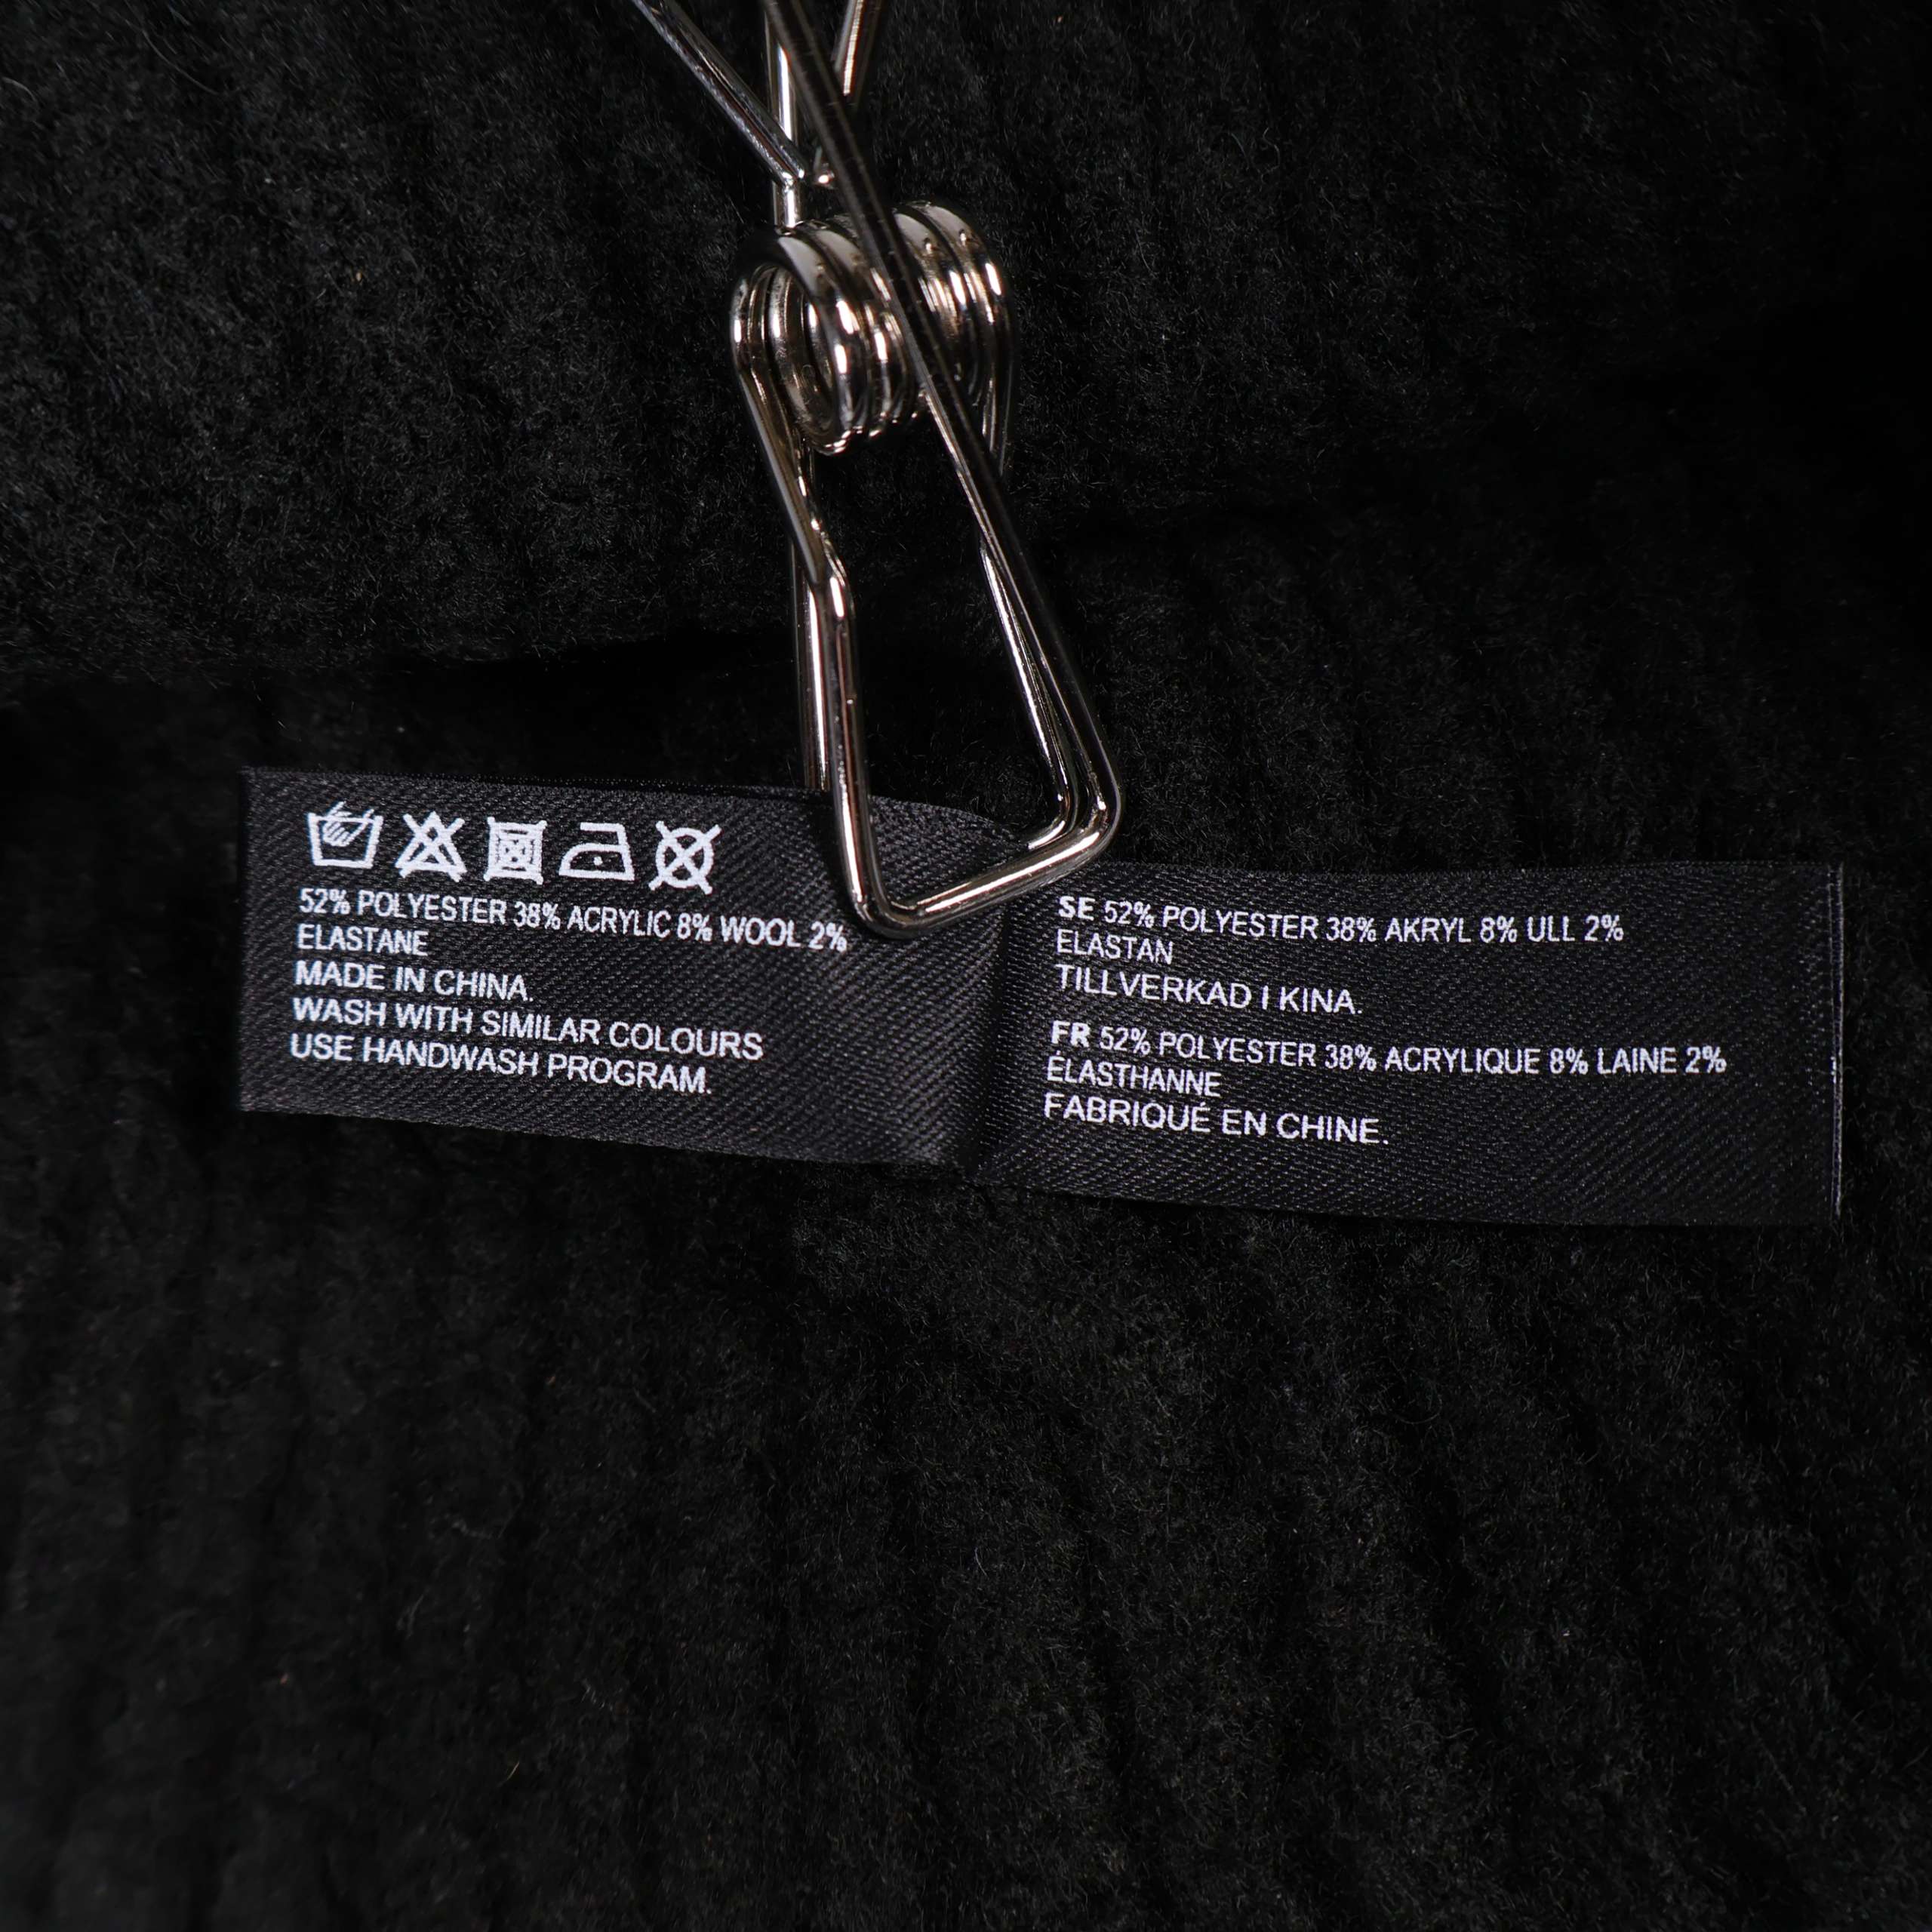 52% POLYESTER 38% ACRYLIC 8% WOOL 2%
ELASTANE
MADE IN CHINA.
WASH WITH SIMILAR COLOURS
USE HANDWASH PROGRAM.
SE 52% POLYESTER 38% AKRYL 8% ULL 2%
ELASTAN
TILLVERKAD I KINA.
FR 52% POLYESTER 38% ACRYLIQUE 8% LAINE 2%
ÉLASTHANNE
FABRIQUÉ EN CHINE.